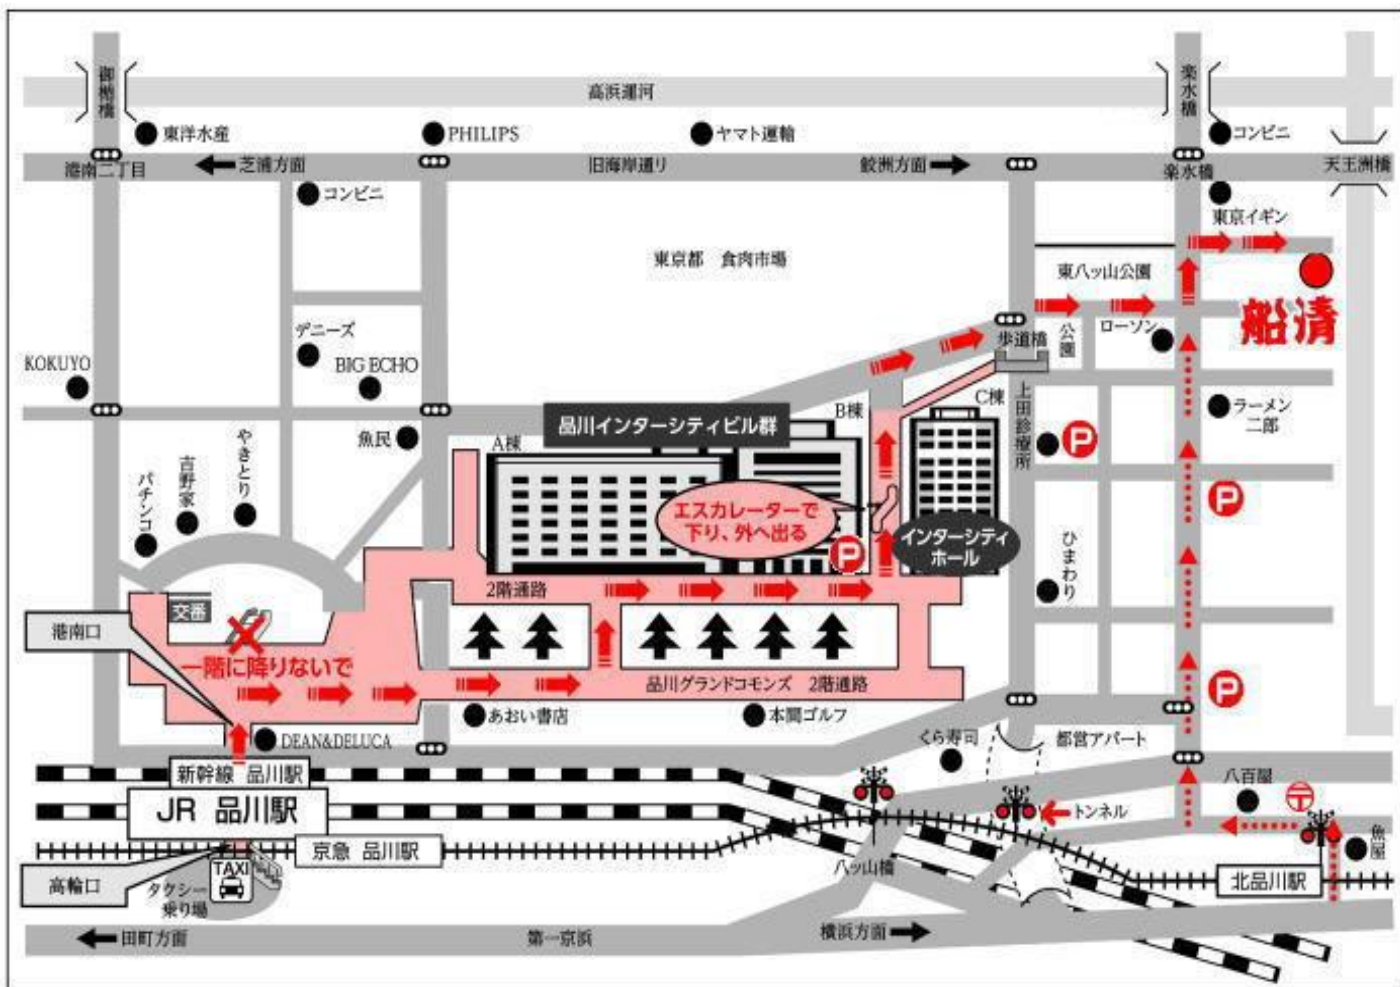 御楯橋
高浜運河
楽水橋
東洋水産
PHILIPS
ヤマト運輸
コンビニ
港南二丁目
芝浦方面
旧海岸通り
鮫洲方面
楽水橋
天王洲橋
コンビニ
東京イギン
東京都 食肉市場
東八ッ山公園
船清
デニーズ
歩道橋
公園
ローソン
KOKUYO
BIG ECHO
B棟
C棟
品川インターシティビル群
上田診療所
P
ラーメン
二郎
魚民
A棟
やきとり
吉野家
パチンコ
エスカレーターで
下り、外へ出る
P
インターシティ
ホール
P
ひまわり
2階通路
交番
港南口
一階に降りないで
品川グランドコモンズ 2階通路
P
あおい書店
本間ゴルフ
DEAN&DELUCA
くら寿司
都営アパート
新幹線 品川駅
八百屋
〒
JR 品川駅
トンネル
魚屋
京急 品川駅
高輪口
TAXI
タクシー
乗り場
八ッ山橋
北品川駅
田町方面
第一京浜
横浜方面